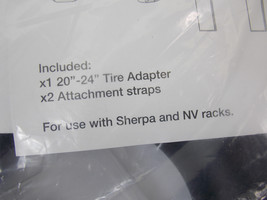 Included:
x1 20"-24" Tire Adapter
x2 Attachment straps
For use with Sherpa and NV racks.